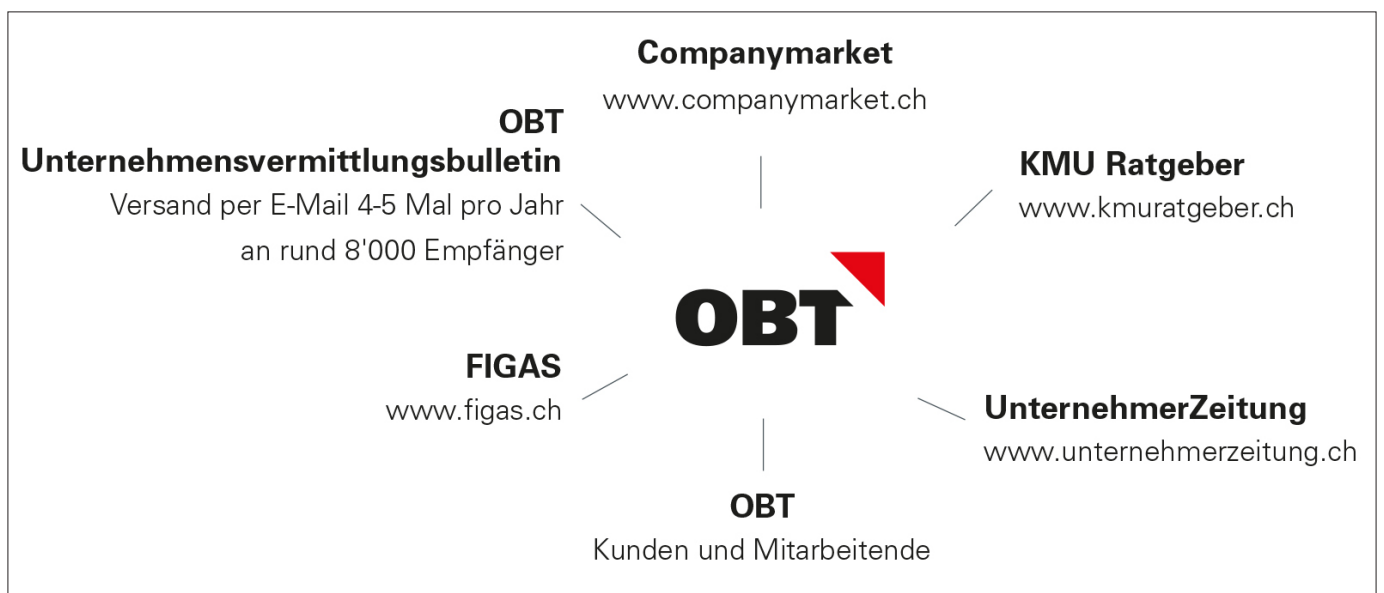 Companymarket
www.companymarket.ch
OBT
Unternehmensvermittlungsbulletin
Versand per E-Mail 4-5 Mal pro Jahr
an rund 8'000 Empfänger
KMU Ratgeber
www.kmuratgeber.ch
OBT
FIGAS
www.figas.ch
UnternehmerZeitung
www.unternehmerzeitung.ch
OBT
Kunden und Mitarbeitende